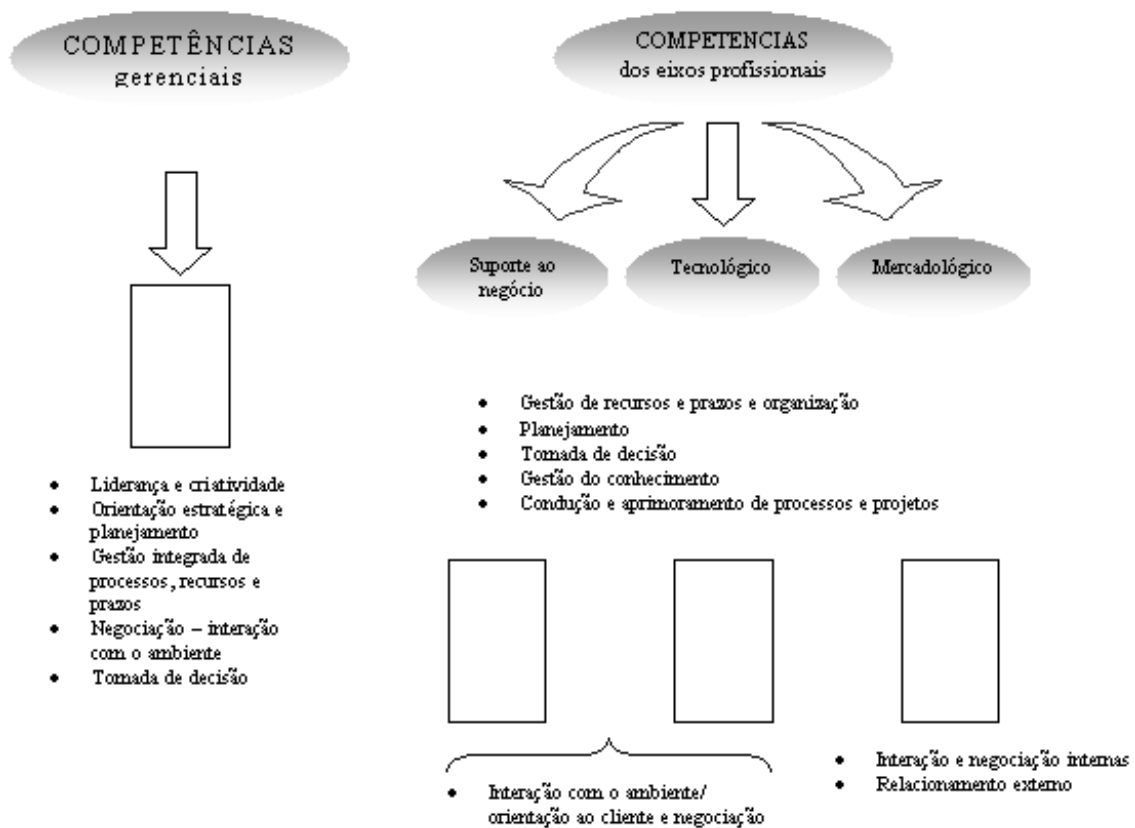 COMPETÊNCIAS
gerenciais
COMPETENCIAS
dos eixos profissionais
Suporte ao
negócio
Tecnológico
Mercadológico
• Liderança e criatividade
• Orientação estratégica e
planejamento
• Gestão integrada de
processos, recursos e
prazos
• Negociação – interação
com o ambiente
• Tomada de decisão
• Gestão de recursos e prazos e organização
• Planejamento
• Tomada de decisão
• Gestão do conhecimento
• Condução e aprimoramento de processos e projetos
• Interação com o ambiente/
orientação ao cliente e negociação
• Interação e negociação internas
• Relacionamento externo